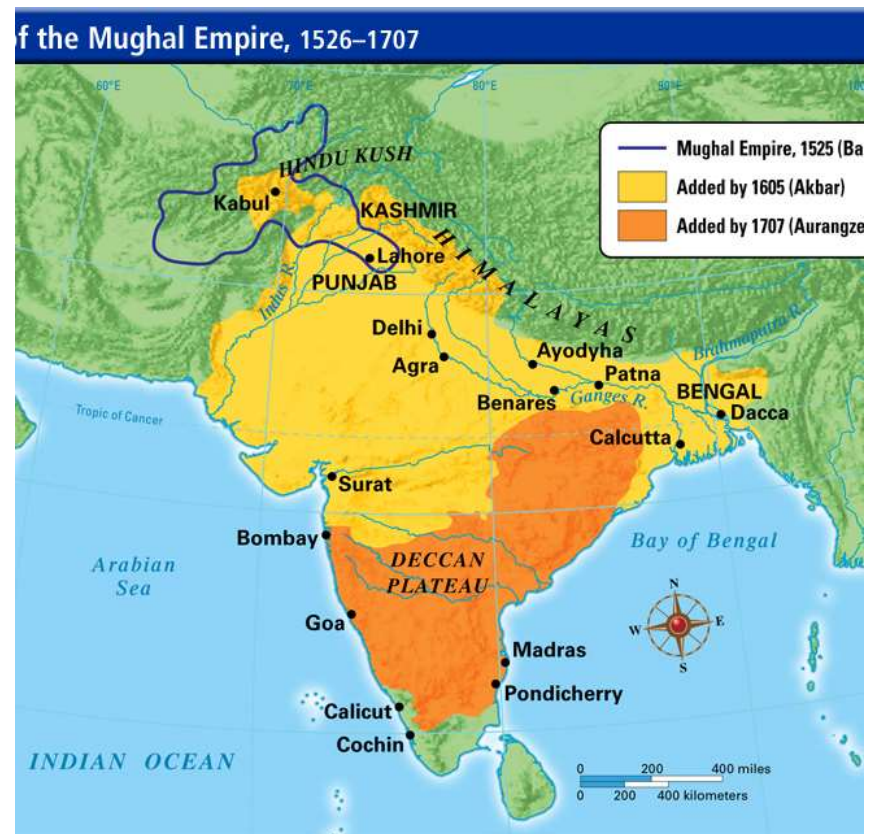 of the Mughal Empire, 1526–1707
60°E
70°E
80°E
90°E
Mughal Empire, 1525 (Ba
Added by 1605 (Akbar)
Added by 1707 (Aurangze
HINDU KUSH
Kabul
KASHMIR
Lahore
PUNJAB
Indus R.
HIMALAYAS
Delhi
Agra
Ayodyha
Brahmaputra R.
Patna
Benares
Ganges R.
BENGAL
Dacca
Calcutta
Tropic of Cancer
Surat
Bombay
Arabian
Sea
DECCAN
PLATEAU
Bay of Bengal
Goa
N
W
E
S
Madras
Pondicherry
Calicut
Cochin
INDIAN OCEAN
0 200 400 miles
0 200 400 kilometers